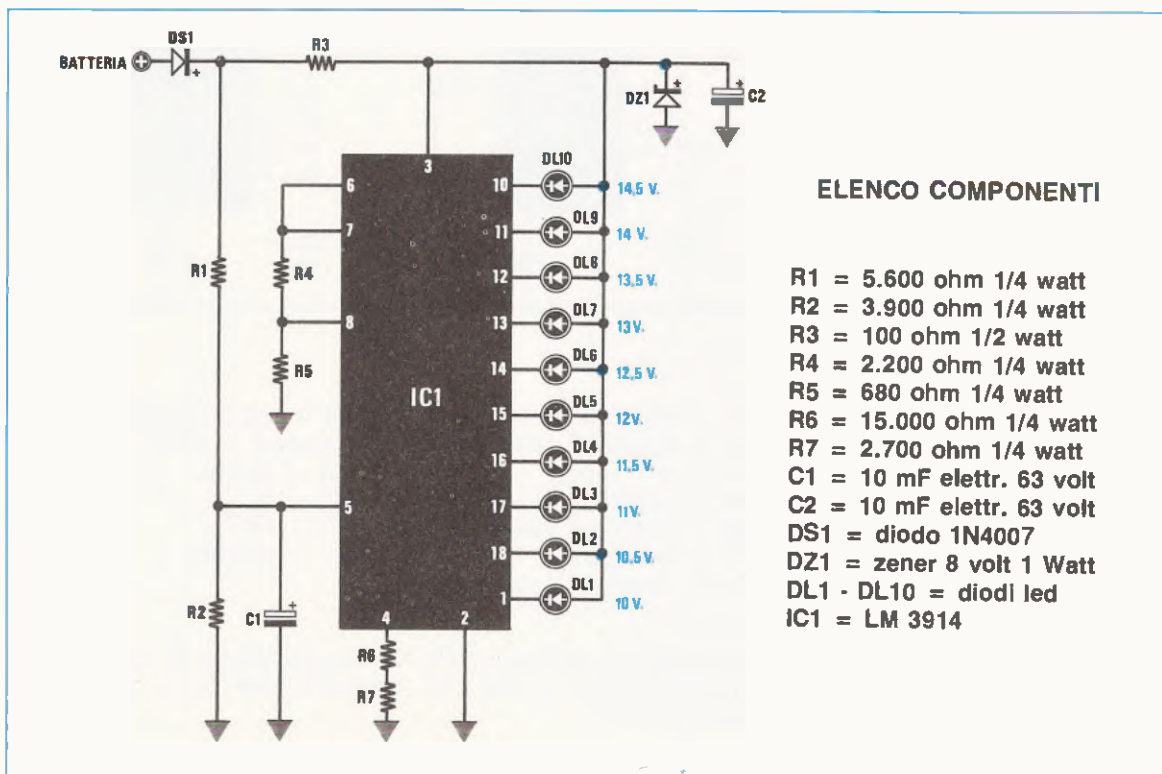 DS1
BATTERIA
R3
DZ1
C2
3
DL10
6
10
14,5 V.
7
DL9
11
14 V.
R1
R4
DL8
12
13,5 V.
8
DL7
13
13V.
R5
DL6
14
12,5 V.
IC1
DL5
15
12V.
DL4
16
11,5 V.
5
DL3
17
11V.
DL2
18
10,5 V.
R2
C1
DL1
1
10 V.
4
2
R6
R7
ELENCO COMPONENTI
R1 = 5.600 ohm 1/4 watt
R2 = 3.900 ohm 1/4 watt
R3 = 100 ohm 1/2 watt
R4 = 2.200 ohm 1/4 watt
R5 = 680 ohm 1/4 watt
R6 = 15.000 ohm 1/4 watt
R7 = 2.700 ohm 1/4 watt
C1 = 10 mF elettr. 63 volt
C2 = 10 mF elettr. 63 volt
DS1 = diodo 1N4007
DZ1 = zener 8 volt 1 Watt
DL1 - DL10 = diodi led
IC1 = LM 3914